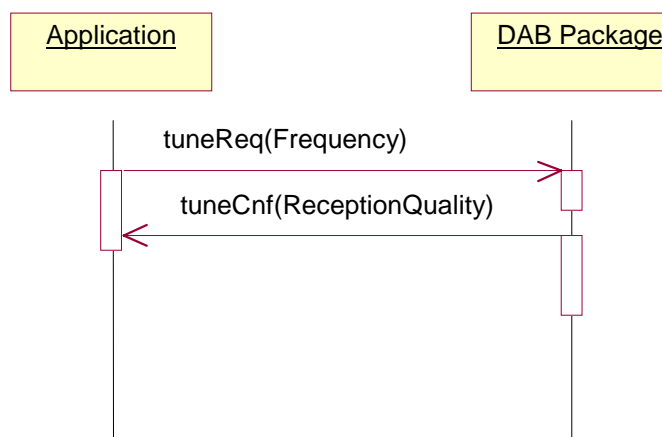 Application
DAB Package
tuneReq(Frequency)
tuneCnf(ReceptionQuality)